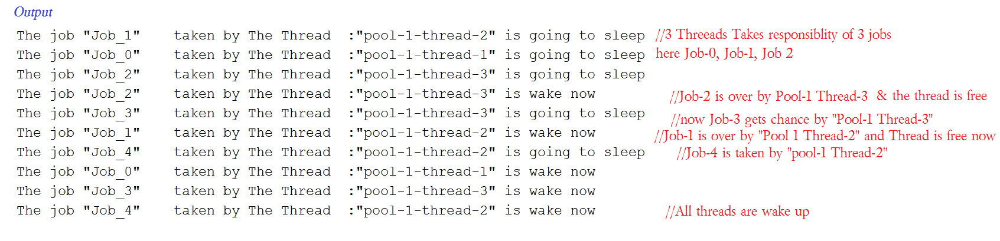 Output
The job "Job_1" taken by The Thread :"pool-1-thread-2" is going to sleep //3 Threeads Takes responsiblity of 3 jobs
The job "Job_0" taken by The Thread :"pool-1-thread-1" is going to sleep here Job-0, Job-1, Job 2
The job "Job_2" taken by The Thread :"pool-1-thread-3" is going to sleep
The job "Job_2" taken by The Thread :"pool-1-thread-3" is wake now //Job-2 is over by Pool-1 Thread-3 & the thread is free
The job "Job_3" taken by The Thread :"pool-1-thread-3" is going to sleep //now Job-3 gets chance by "Pool-1 Thread-3"
The job "Job_1" taken by The Thread :"pool-1-thread-2" is wake now //Job-1 is over by "Pool 1 Thread-2" and Thread is free now
The job "Job_4" taken by The Thread :"pool-1-thread-2" is going to sleep //Job-4 is taken by "pool-1 Thread-2"
The job "Job_0" taken by The Thread :"pool-1-thread-1" is wake now
The job "Job_3" taken by The Thread :"pool-1-thread-3" is wake now
The job "Job_4" taken by The Thread :"pool-1-thread-2" is wake now //All threads are wake up